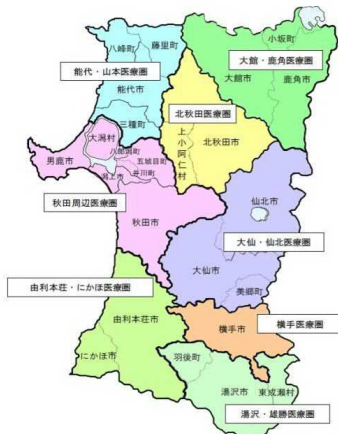 小坂町
八峰町
藤里町
大館・鹿角医療圏
能代・山本医療圏
大館市
鹿角市
能代市
北秋田医療圏
三種町
上小阿仁村
北秋田市
大潟村
八郎潟町
五城目町
男鹿市
井川町
潟上市
仙北市
秋田周辺医療圏
秋田市
大仙・仙北医療圏
大仙市
由利本荘・にかほ医療圏
美郷町
由利本荘市
横手市
横手医療圏
にかほ市
羽後町
湯沢市
東成瀬村
湯沢・雄勝医療圏